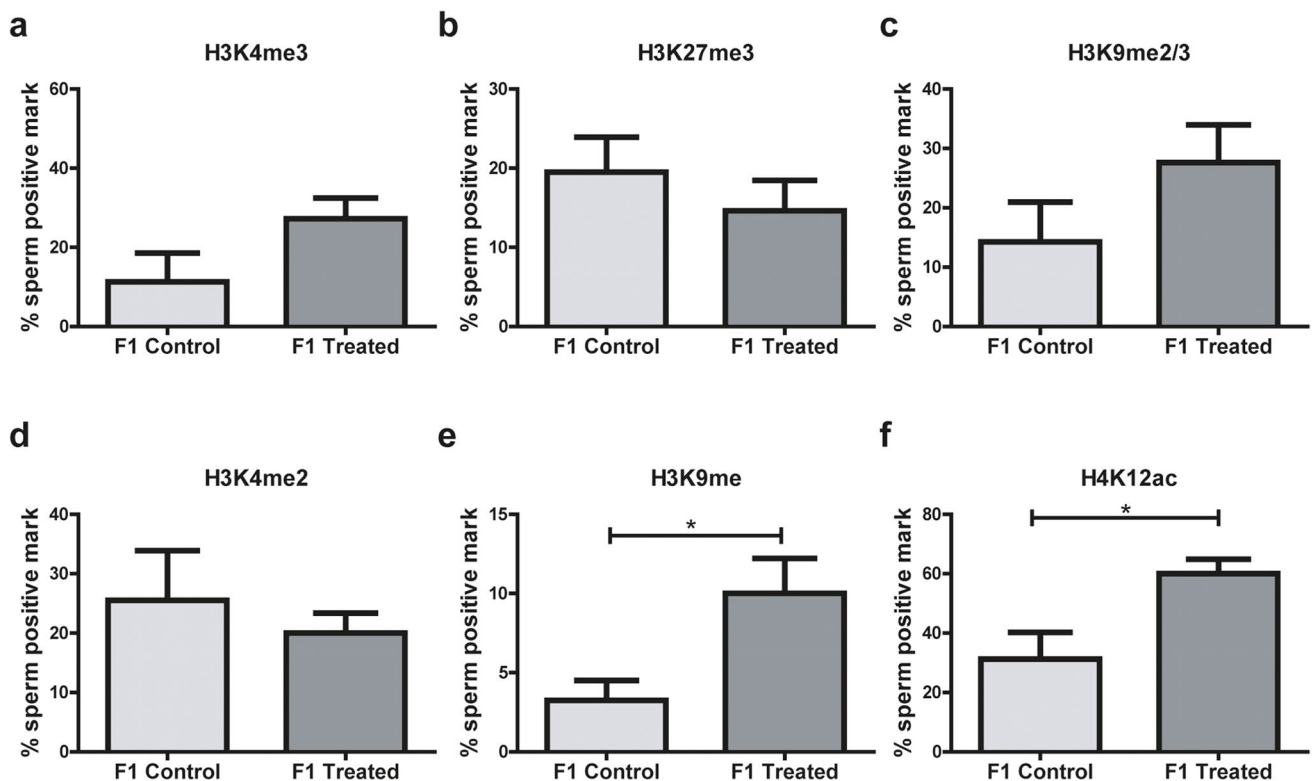 a
H3K4me3
% sperm positive mark
60
40
20
0
F1 Control
F1 Treated
b
H3K27me3
% sperm positive mark
30
20
10
0
F1 Control
F1 Treated
c
H3K9me2/3
% sperm positive mark
40
30
20
10
0
F1 Control
F1 Treated
d
H3K4me2
% sperm positive mark
40
30
20
10
0
F1 Control
F1 Treated
e
H3K9me
% sperm positive mark
15
10
5
0
*
F1 Control
F1 Treated
f
H4K12ac
% sperm positive mark
80
60
40
20
0
*
F1 Control
F1 Treated